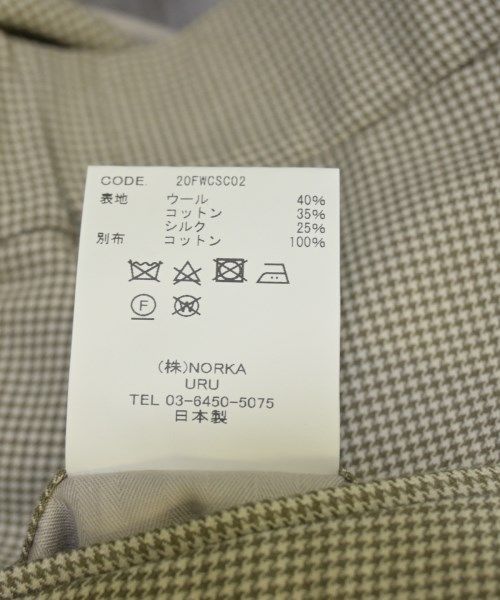 CODE. 20FWCSC02
表地 ウール 40%
コットン 35%
シルク 25%
別布 コットン 100%
F W
(株)NORKA
URU
TEL 03-6450-5075
日本製